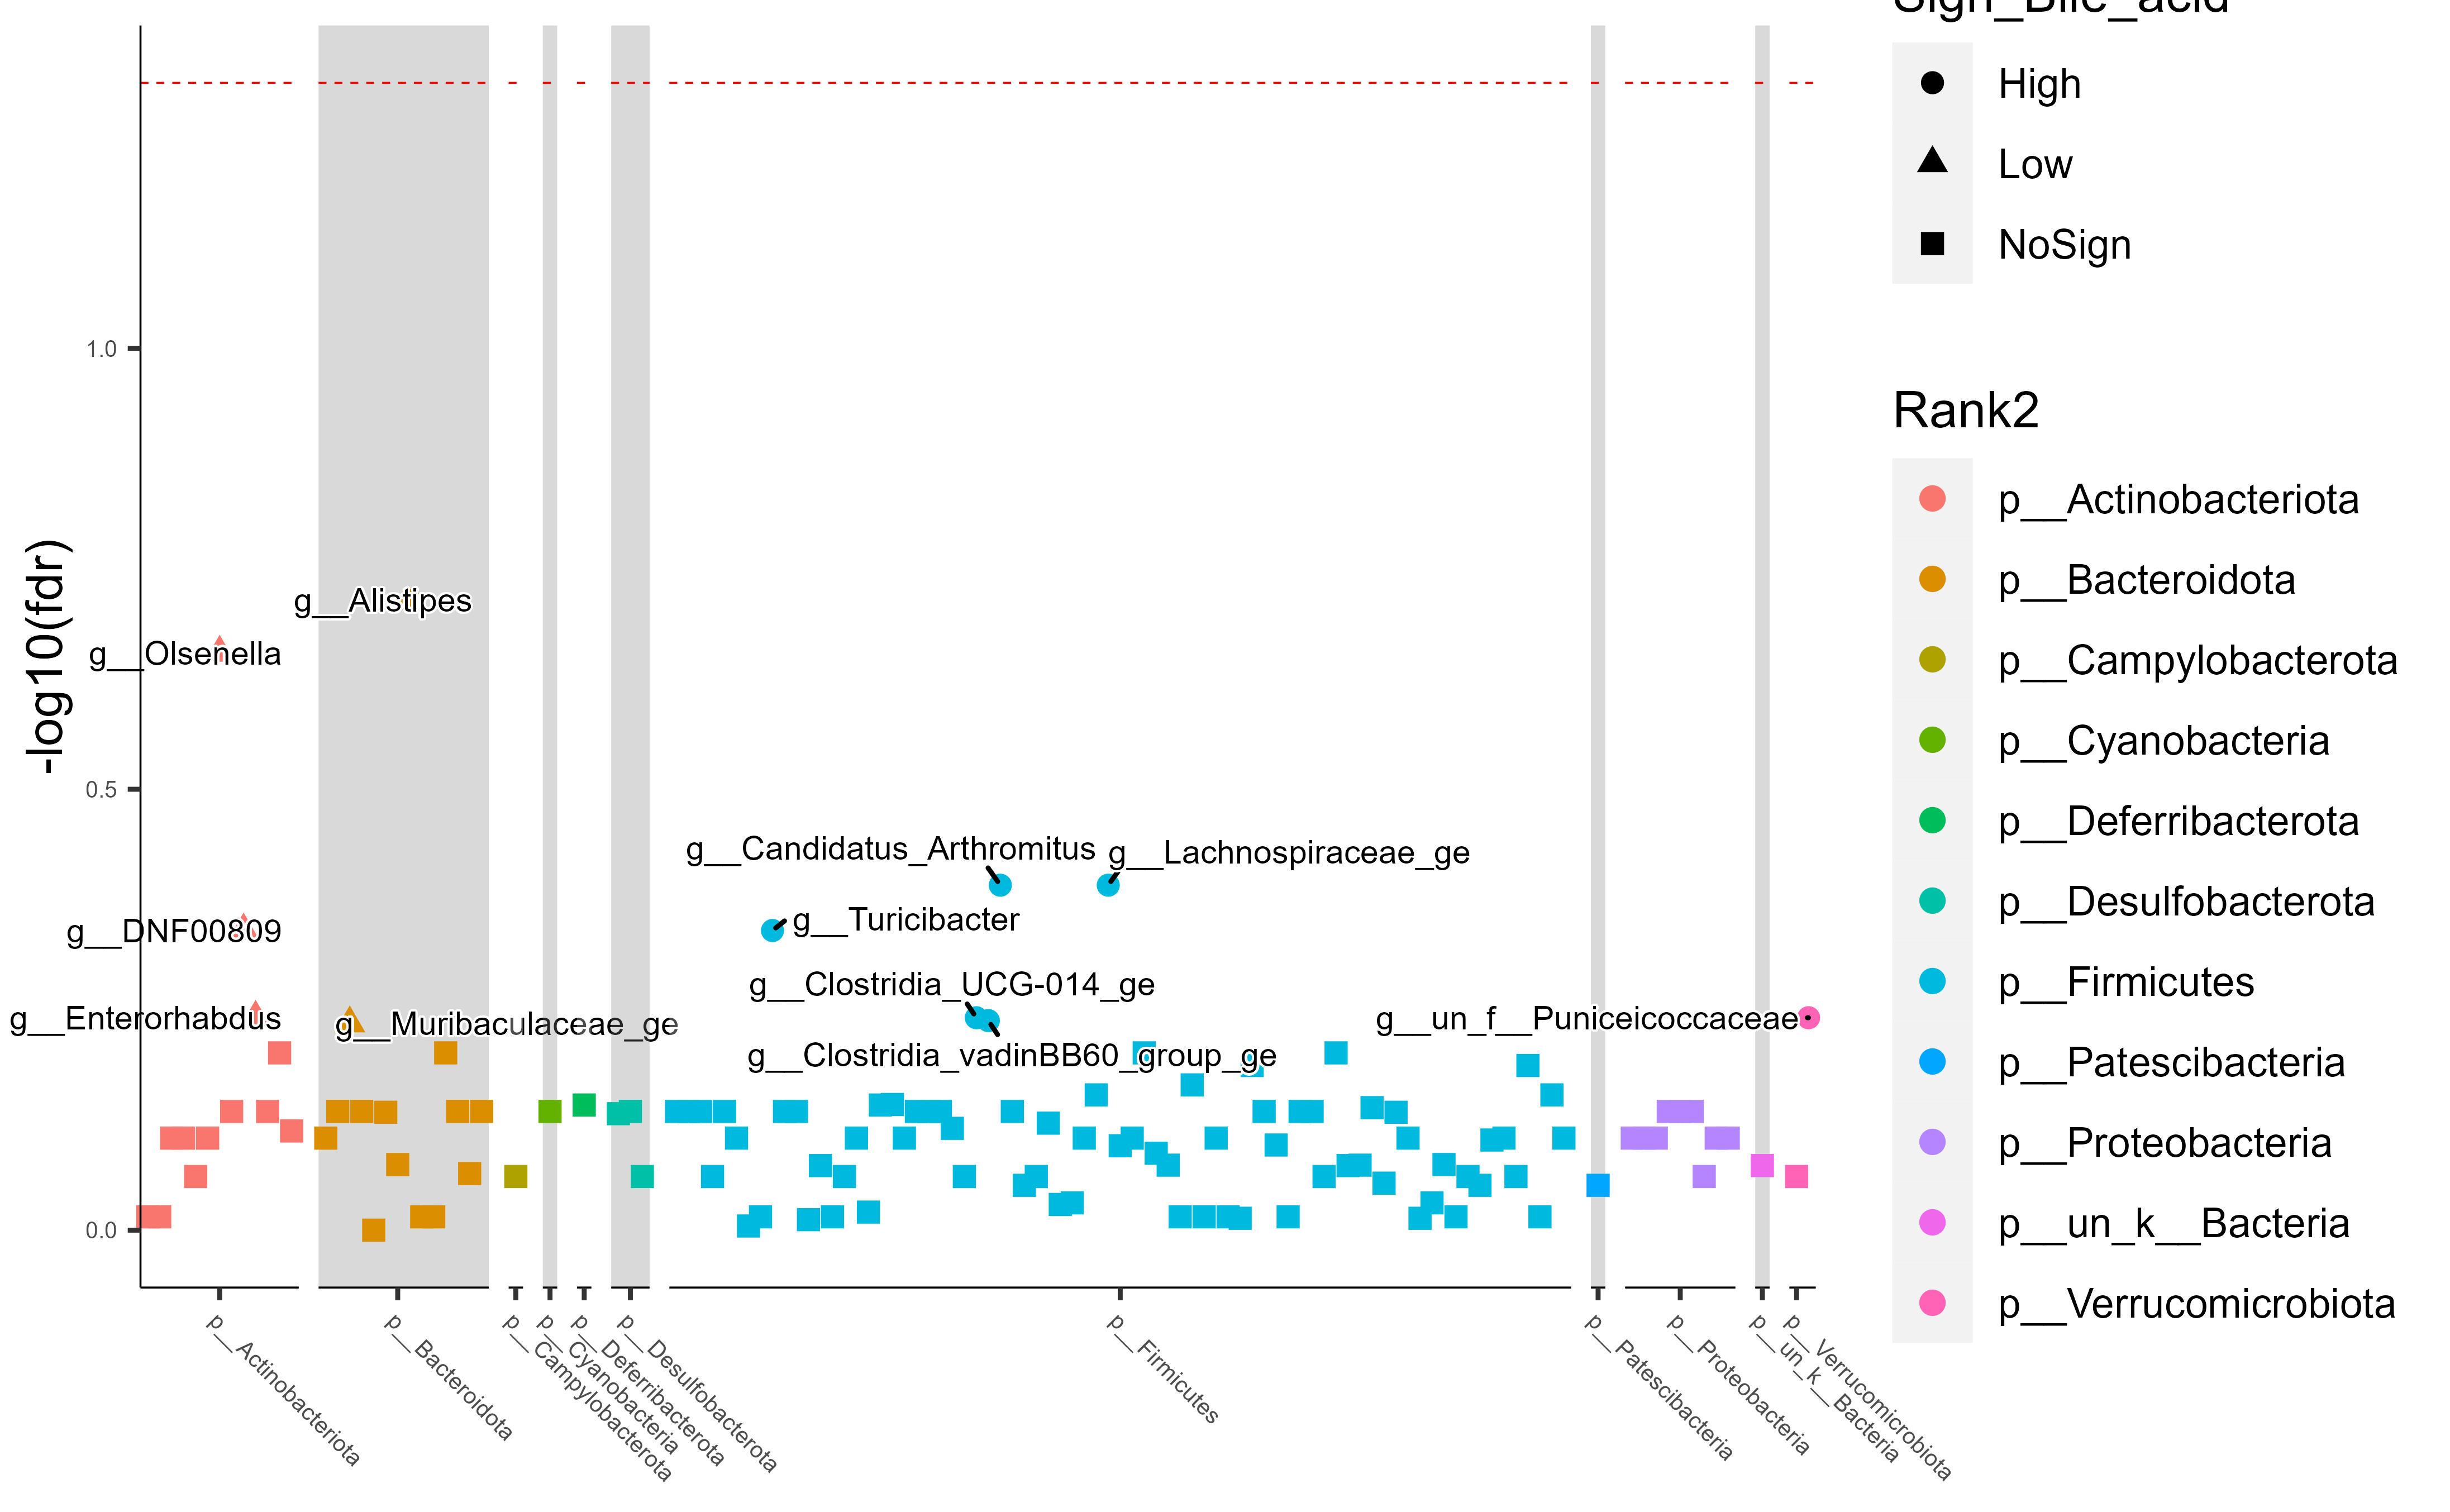 Sign_Bile_acid
High
Low
NoSign
Rank2
p__Actinobacteriota
p__Bacteroidota
p__Campylobacterota
p__Cyanobacteria
p__Deferribacterota
p__Desulfobacterota
p__Firmicutes
p__Patescibacteria
p__Proteobacteria
p__un_k__Bacteria
p__Verrucomicrobiota
-log10(fdr)
1.0
0.5
0.0
g__Alistipes
g__Olsenella
g__Candidatus_Arthromitus
g__Lachnospiraceae_ge
g__Turicibacter
g__DNF00809
g__Clostridia_UCG-014_ge
g__Enterorhabdus
g__Muribaculaceae_ge
g__un_f__Puniceicoccaceae
g__Clostridia_vadinBB60_group_ge
p__Actinobacteriota
p__Bacteroidota
p__Campylobacterota
p__Cyanobacteria
p__Deferribacterota
p__Desulfobacterota
p__Firmicutes
p__Patescibacteria
p__Proteobacteria
p__un_k__Bacteria
p__Verrucomicrobiota